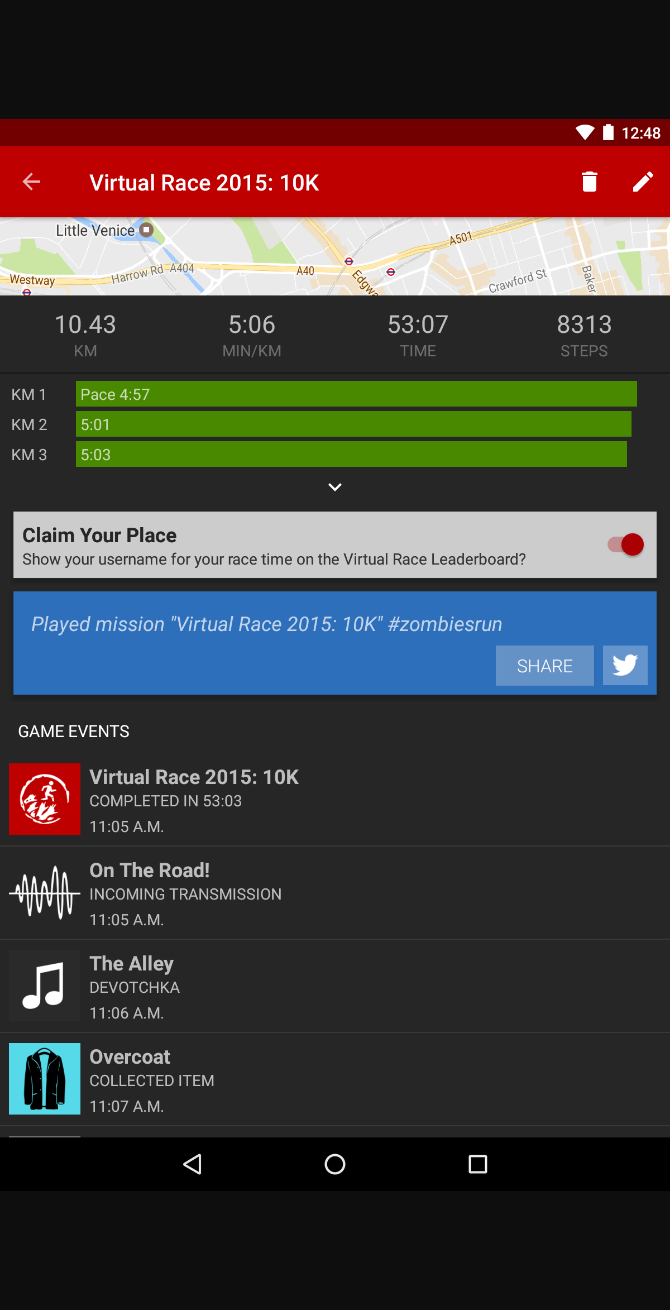 12:48
Virtual Race 2015: 10K
Little Venice
A501
Harrow Rd A404
A40
Westway
Edgwa
Crawford St
Baker
10.43 5:06 53:07 8313
KM MIN/KM TIME STEPS
KM 1 Pace 4:57
KM 2 5:01
KM 3 5:03
Claim Your Place
Show your username for your race time on the Virtual Race Leaderboard?
Played mission "Virtual Race 2015: 10K" #zombiesrun
SHARE
GAME EVENTS
Virtual Race 2015: 10K
COMPLETED IN 53:03
11:05 A.M.
On The Road!
INCOMING TRANSMISSION
11:05 A.M.
The Alley
DEVOTCHKA
11:06 A.M.
Overcoat
COLLECTED ITEM
11:07 A.M.